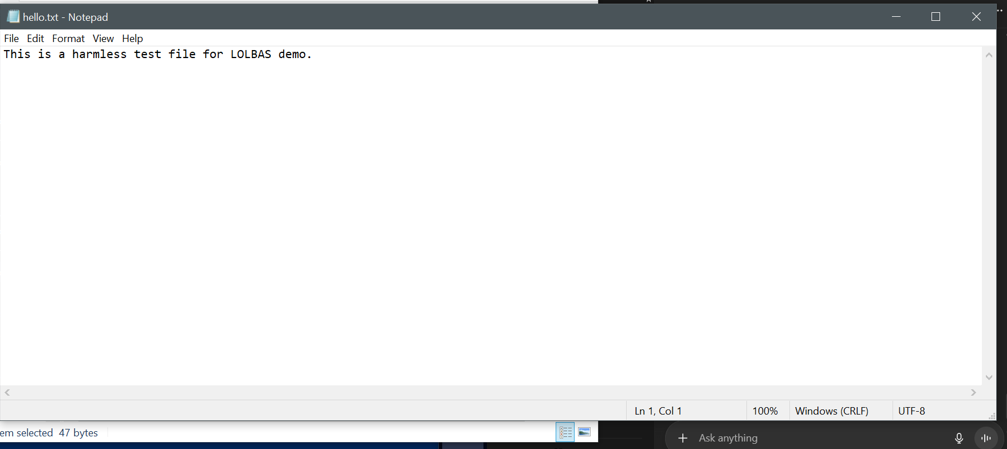 hello.txt - Notepad
File Edit Format View Help
This is a harmless test file for LOLBAS demo.
Ln 1, Col 1 100% Windows (CRLF) UTF-8
em selected 47 bytes
Ask anything